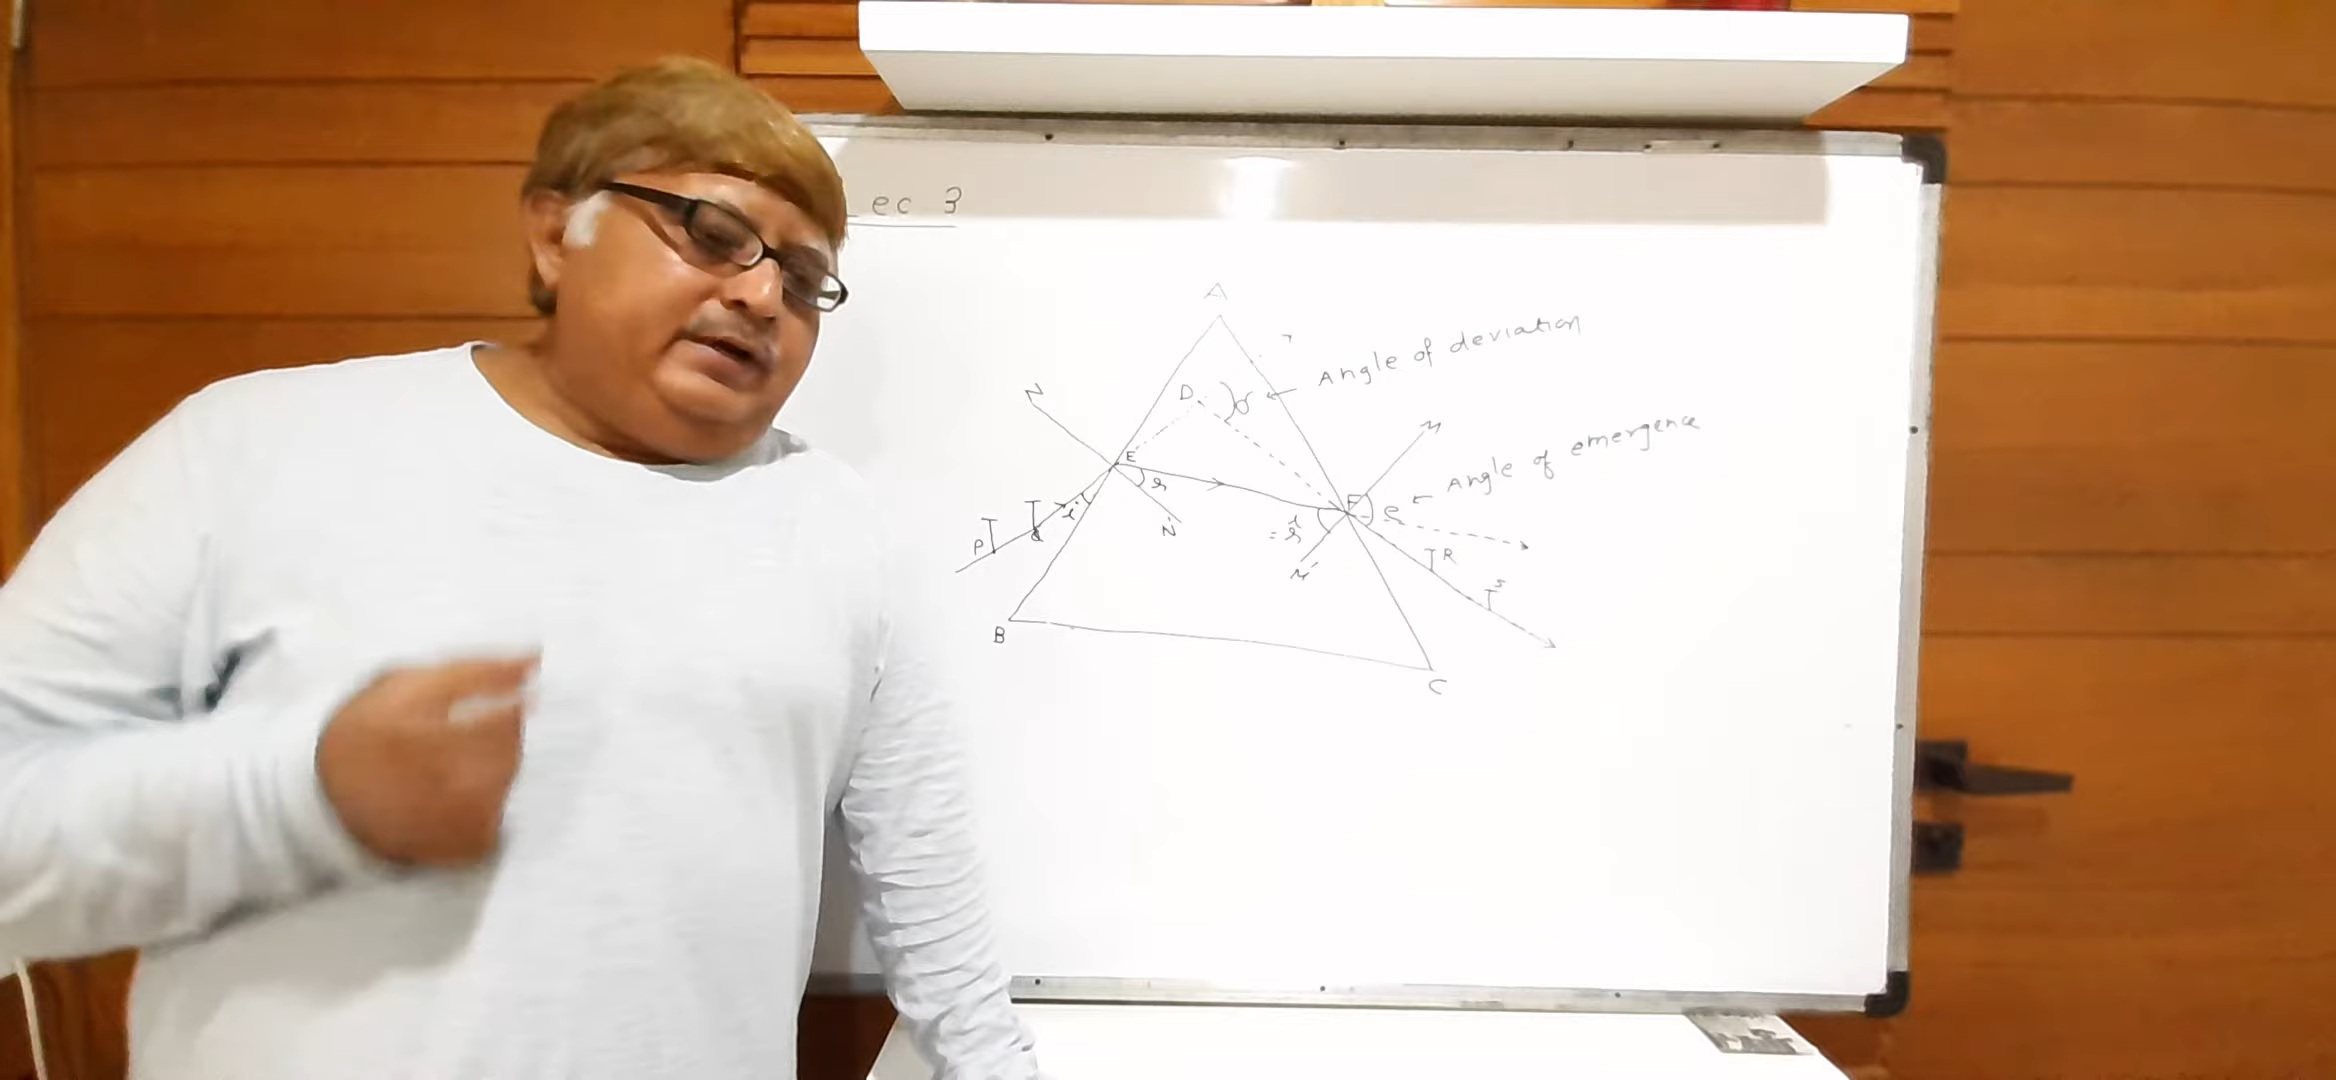 ec 3
A
Angle of deviation
D
δ
N
M
Angle of emergence
E
r
F
e
i
Q
P
N'
= r'
M'
R
S
B
C